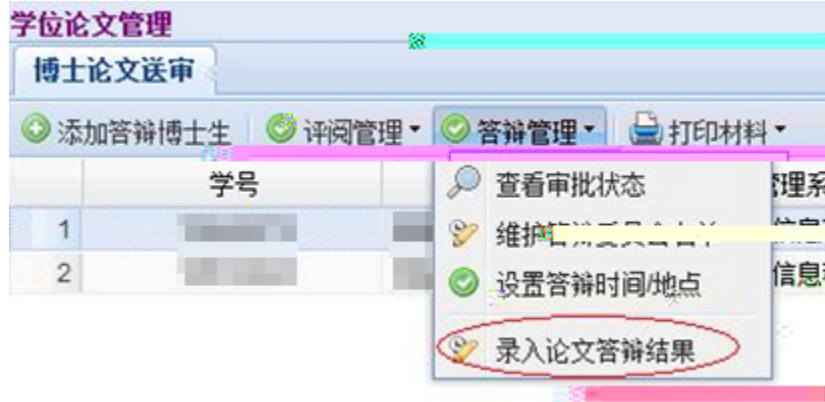 学位论文管理
博士论文送审
添加答辩博士生 评阅管理 答辩管理 打印材料
学号 查看审批状态 理系
1 维护
2 设置答辩时间/地点 信息
录入论文答辩结果